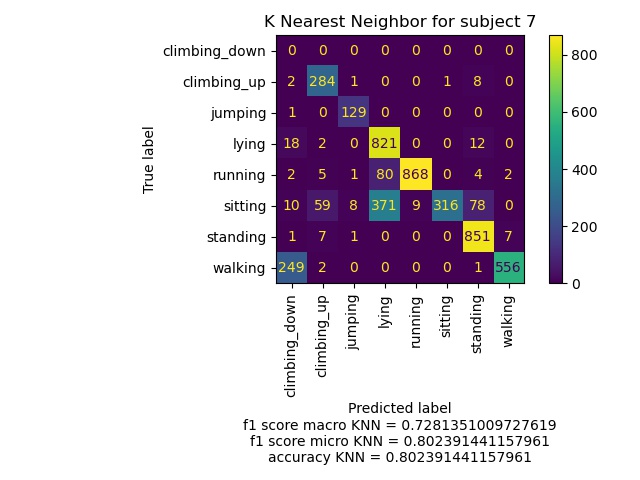 K Nearest Neighbor for subject 7
climbing_down 0 0 0 0 0 0 0 0
climbing_up 2 284 1 0 0 1 8 0
jumping 1 0 129 0 0 0 0 0
lying 18 2 0 821 0 0 12 0
running 2 5 1 80 868 0 4 2
sitting 10 59 8 371 9 316 78 0
standing 1 7 1 0 0 0 851 7
walking 249 2 0 0 0 0 1 556
True label
climbing_down climbing_up jumping lying running sitting standing walking
800
600
400
200
0
Predicted label
f1 score macro KNN = 0.7281351009727619
f1 score micro KNN = 0.802391441157961
accuracy KNN = 0.802391441157961